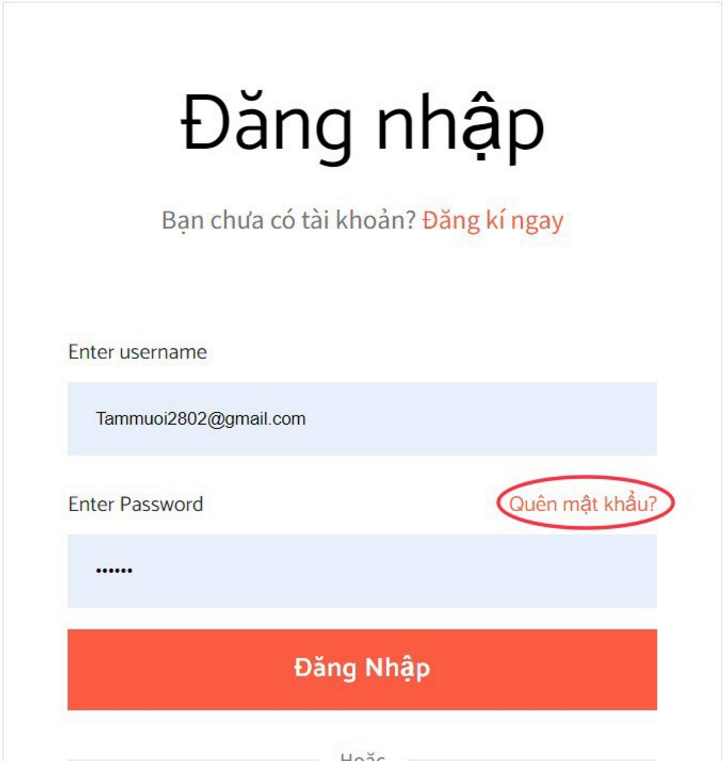 Đăng nhập
Bạn chưa có tài khoản? Đăng kí ngay
Enter username
Tammuoi2802@gmail.com
Enter Password Quên mật khẩu?
••••••
Đăng Nhập
Hoặc